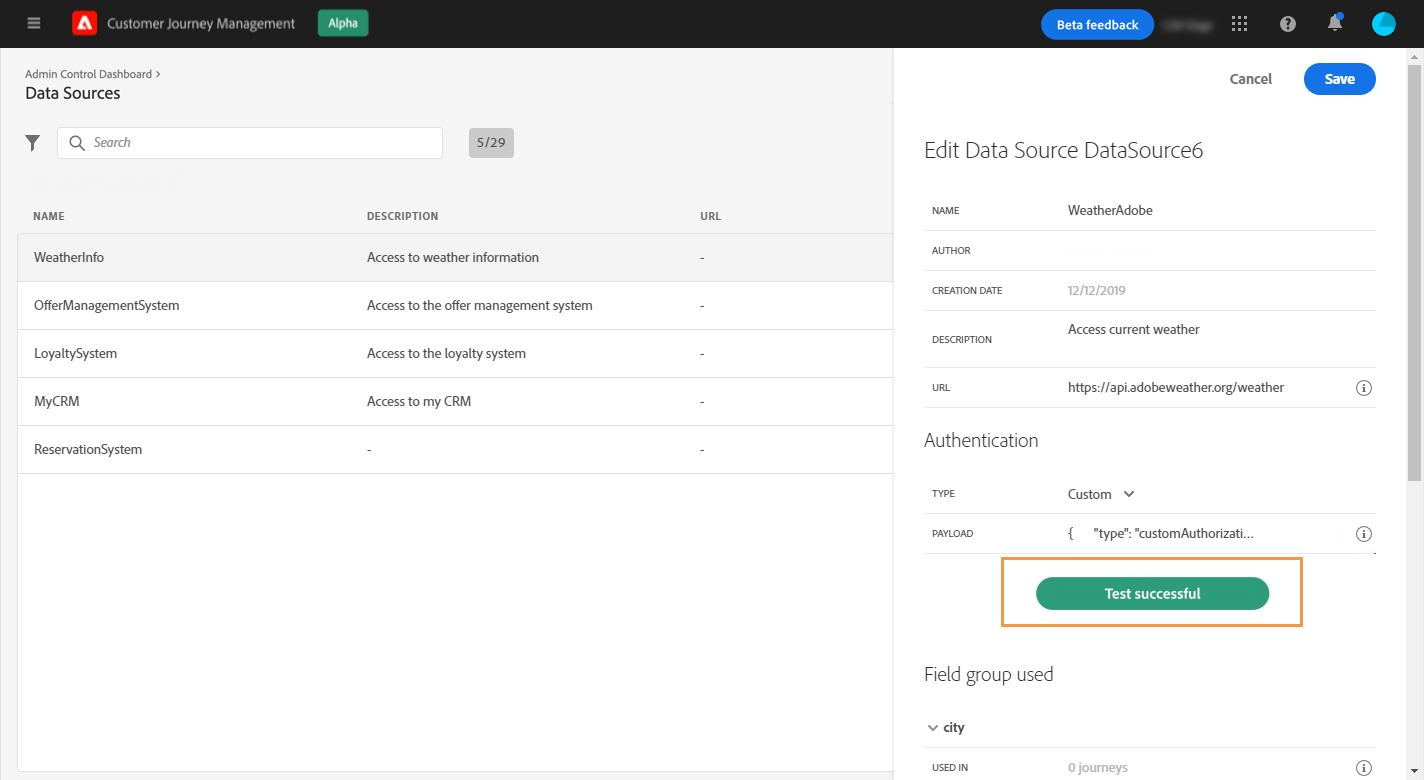 Customer Journey Management Alpha Beta feedback
Admin Control Dashboard >
Data Sources
Search 5/29
NAME DESCRIPTION URL
WeatherInfo Access to weather information -
OfferManagementSystem Access to the offer management system -
LoyaltySystem Access to the loyalty system -
MyCRM Access to my CRM -
ReservationSystem - -
Cancel Save
Edit Data Source DataSource6
NAME WeatherAdobe
AUTHOR
CREATION DATE 12/12/2019
DESCRIPTION Access current weather
URL https://api.adobeweather.org/weather
Authentication
TYPE Custom
PAYLOAD { "type": "customAuthorizati...
Test successful
Field group used
city
USED IN 0 journeys